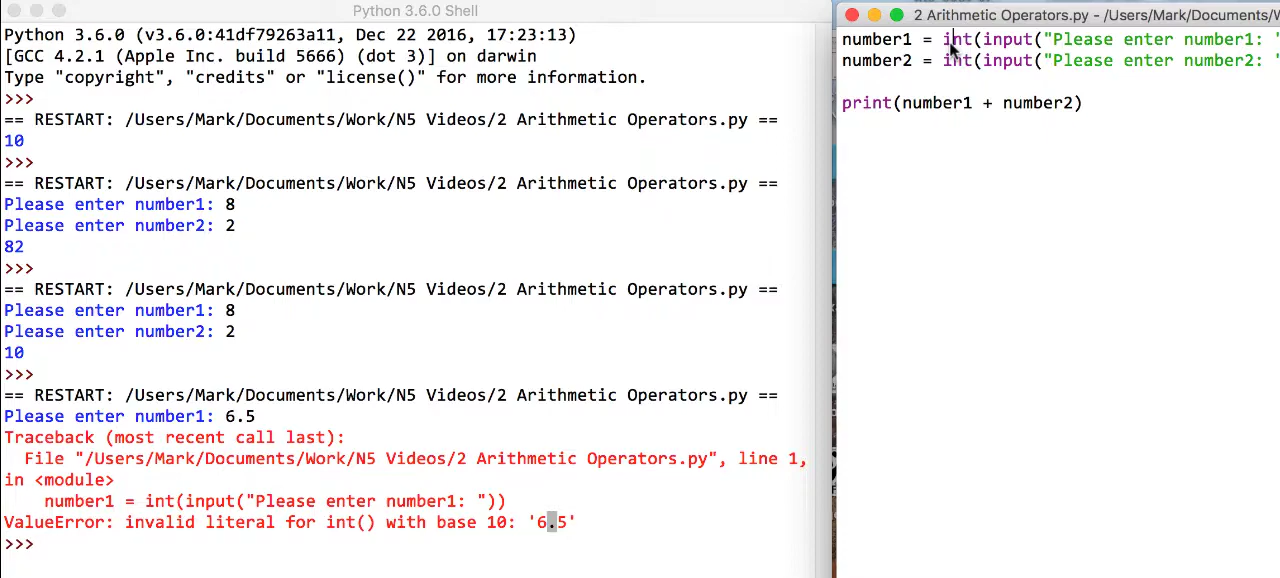 Python 3.6.0 Shell
Python 3.6.0 (v3.6.0:41df79263a11, Dec 22 2016, 17:23:13)
[GCC 4.2.1 (Apple Inc. build 5666) (dot 3)] on darwin
Type "copyright", "credits" or "license()" for more information.
>>>
== RESTART: /Users/Mark/Documents/Work/N5 Videos/2 Arithmetic Operators.py ==
10
>>>
== RESTART: /Users/Mark/Documents/Work/N5 Videos/2 Arithmetic Operators.py ==
Please enter number1: 8
Please enter number2: 2
82
>>>
== RESTART: /Users/Mark/Documents/Work/N5 Videos/2 Arithmetic Operators.py ==
Please enter number1: 8
Please enter number2: 2
10
>>>
== RESTART: /Users/Mark/Documents/Work/N5 Videos/2 Arithmetic Operators.py ==
Please enter number1: 6.5
Traceback (most recent call last):
  File "/Users/Mark/Documents/Work/N5 Videos/2 Arithmetic Operators.py", line 1,
in <module>
    number1 = int(input("Please enter number1: "))
ValueError: invalid literal for int() with base 10: '6.5'
>>>
2 Arithmetic Operators.py - /Users/Mark/Documents/W
number1 = int(input("Please enter number1: "
number2 = int(input("Please enter number2: "
print(number1 + number2)